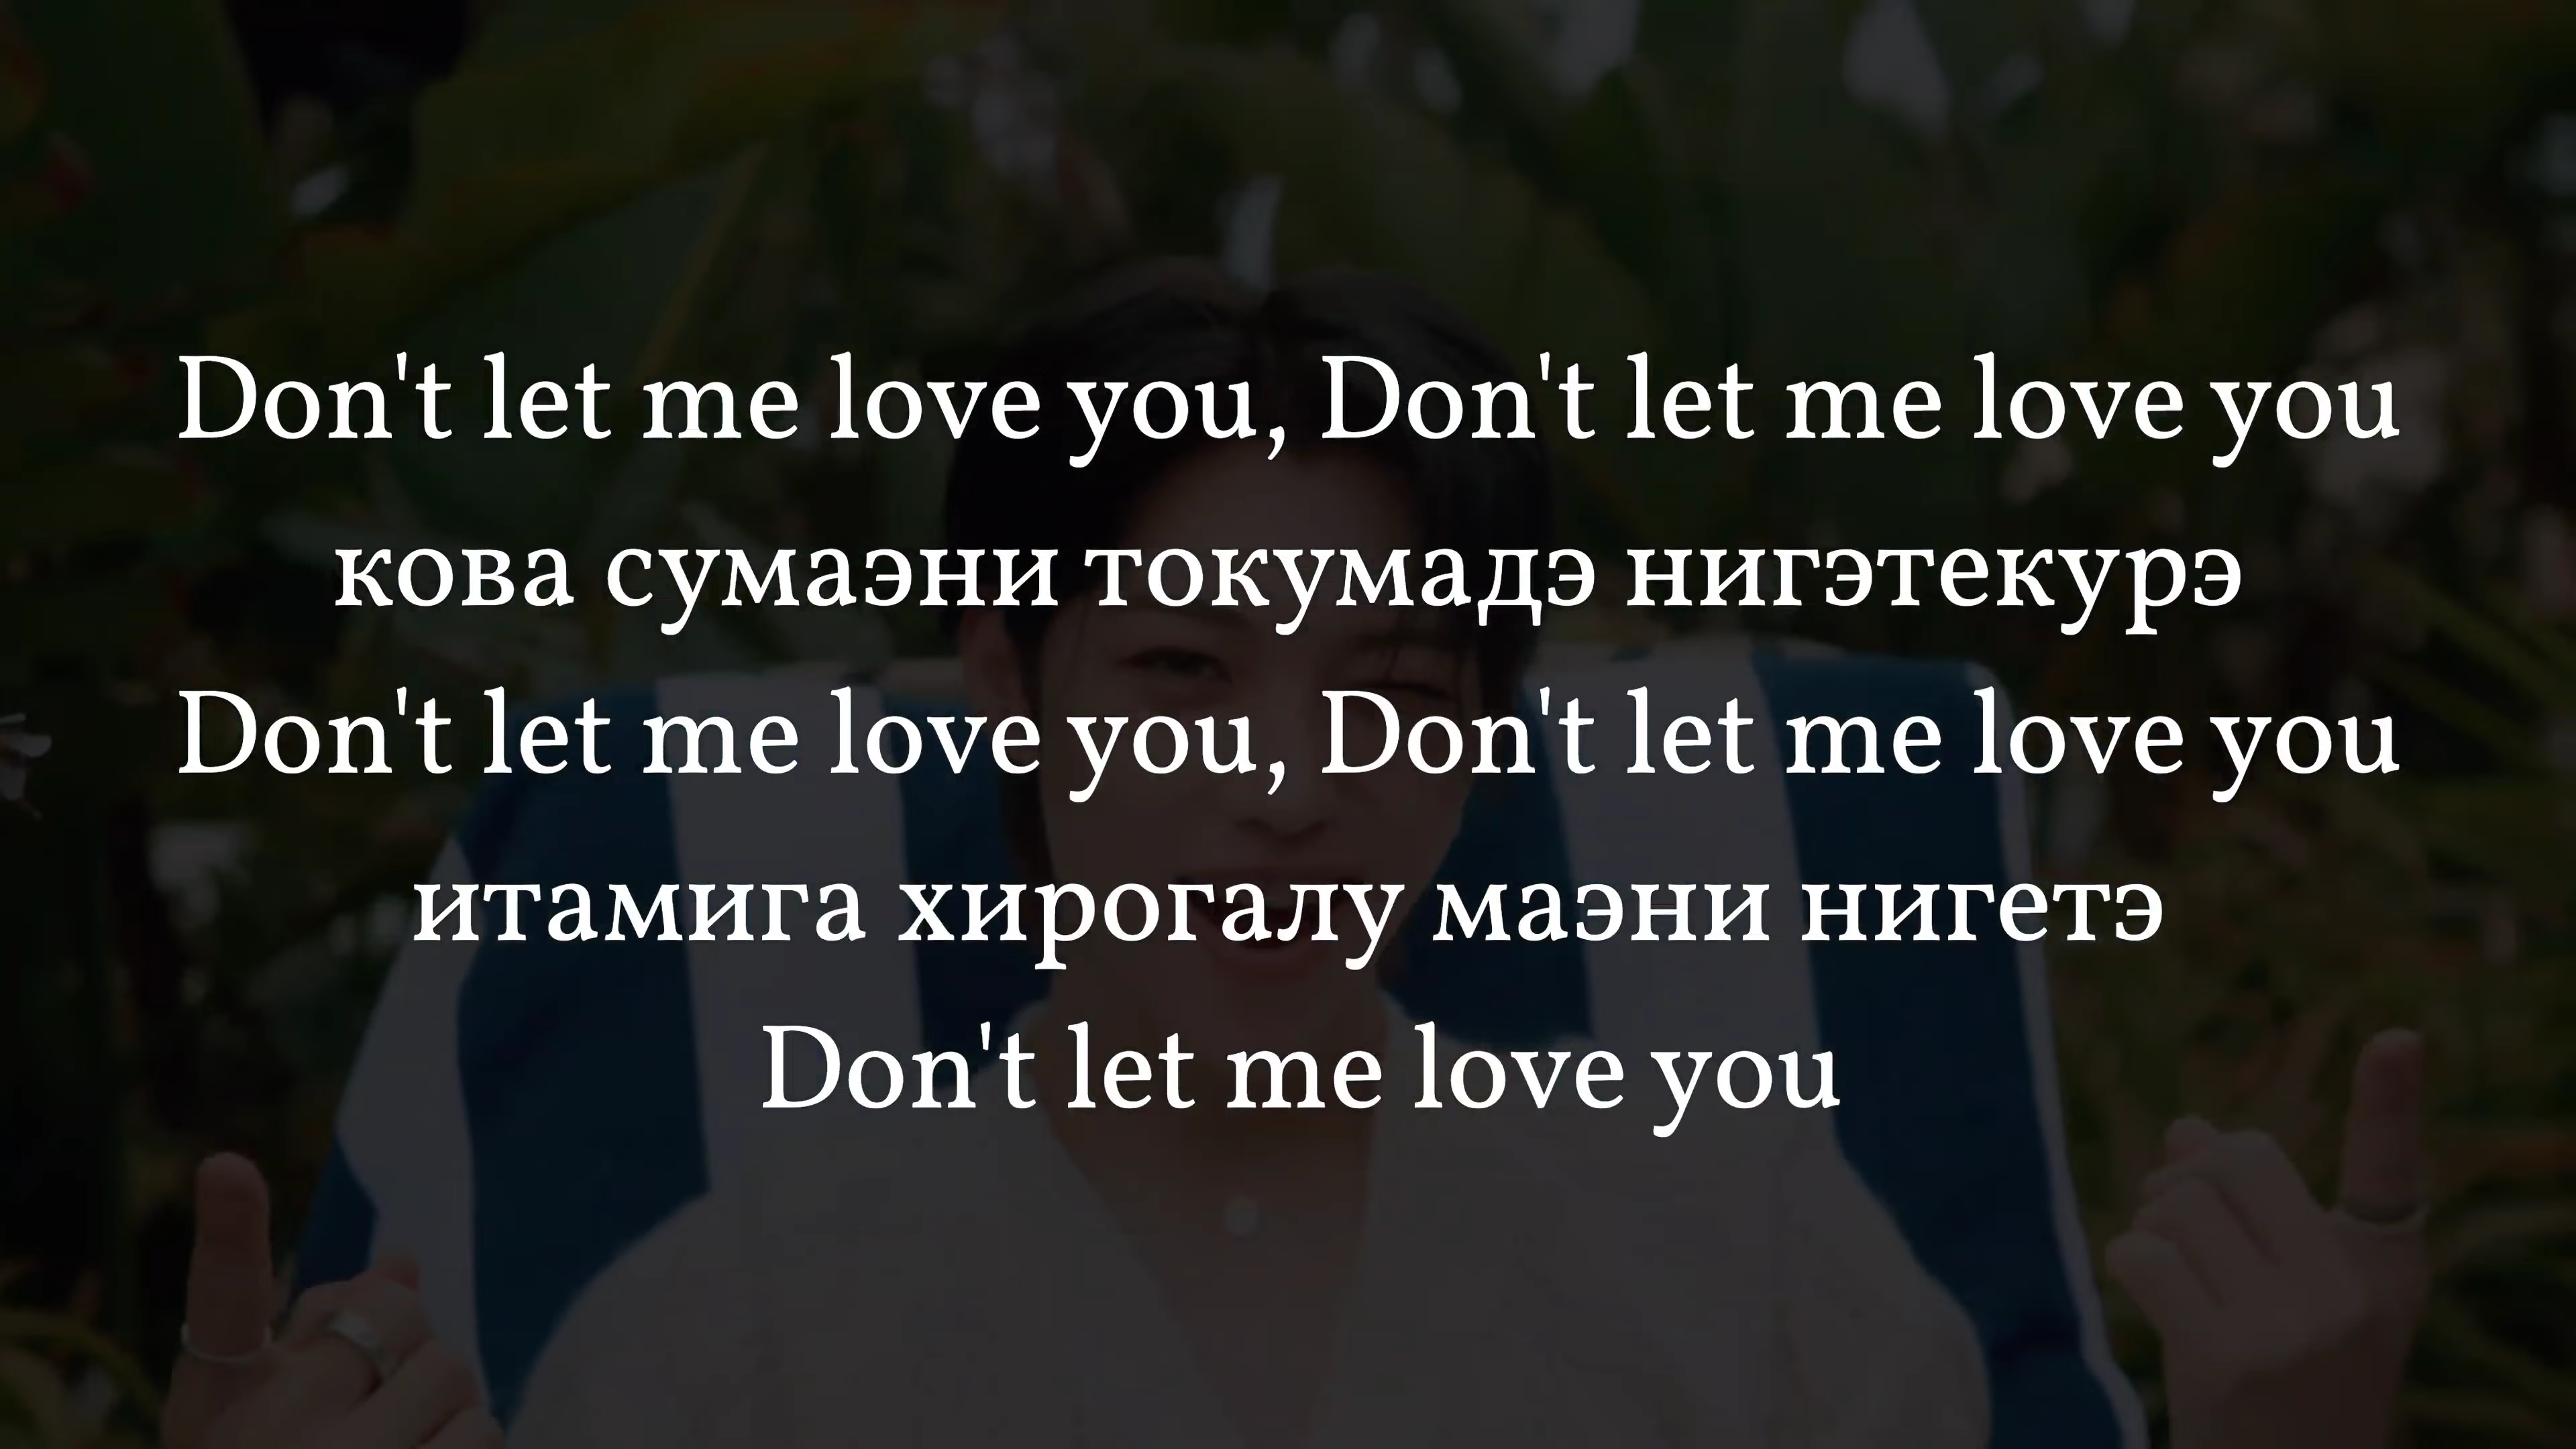 Don't let me love you, Don't let me love you
кова сумаэни токумадэ нигэтекурэ
Don't let me love you, Don't let me love you
итамига хирогалу маэни нигетэ
Don't let me love you